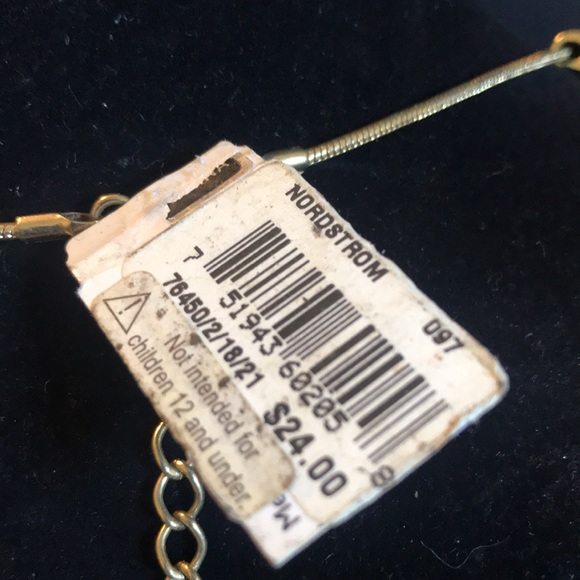 NORDSTROM
097
7 51943 60205 8
76450/2/18/21 $24.00
Not intended for
children 12 and under.